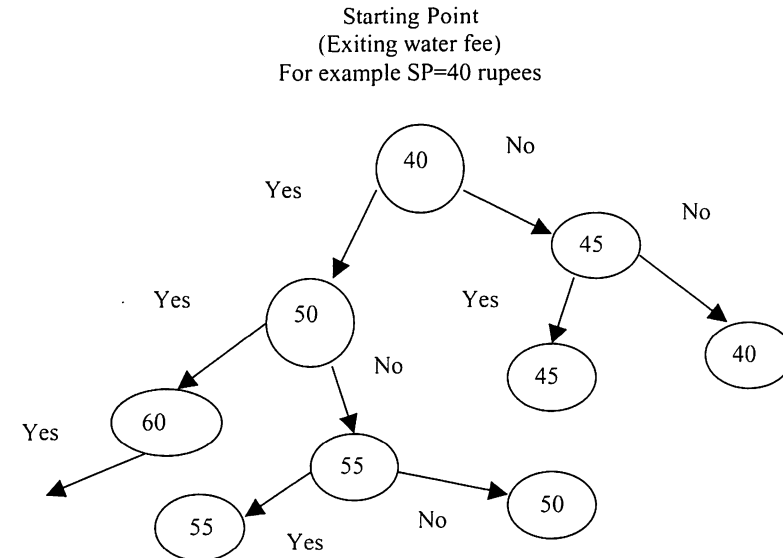 Starting Point
(Exiting water fee)
For example SP=40 rupees
40
No
Yes
45
No
50
Yes
Yes
No
45
40
60
Yes
55
50
55
No
Yes